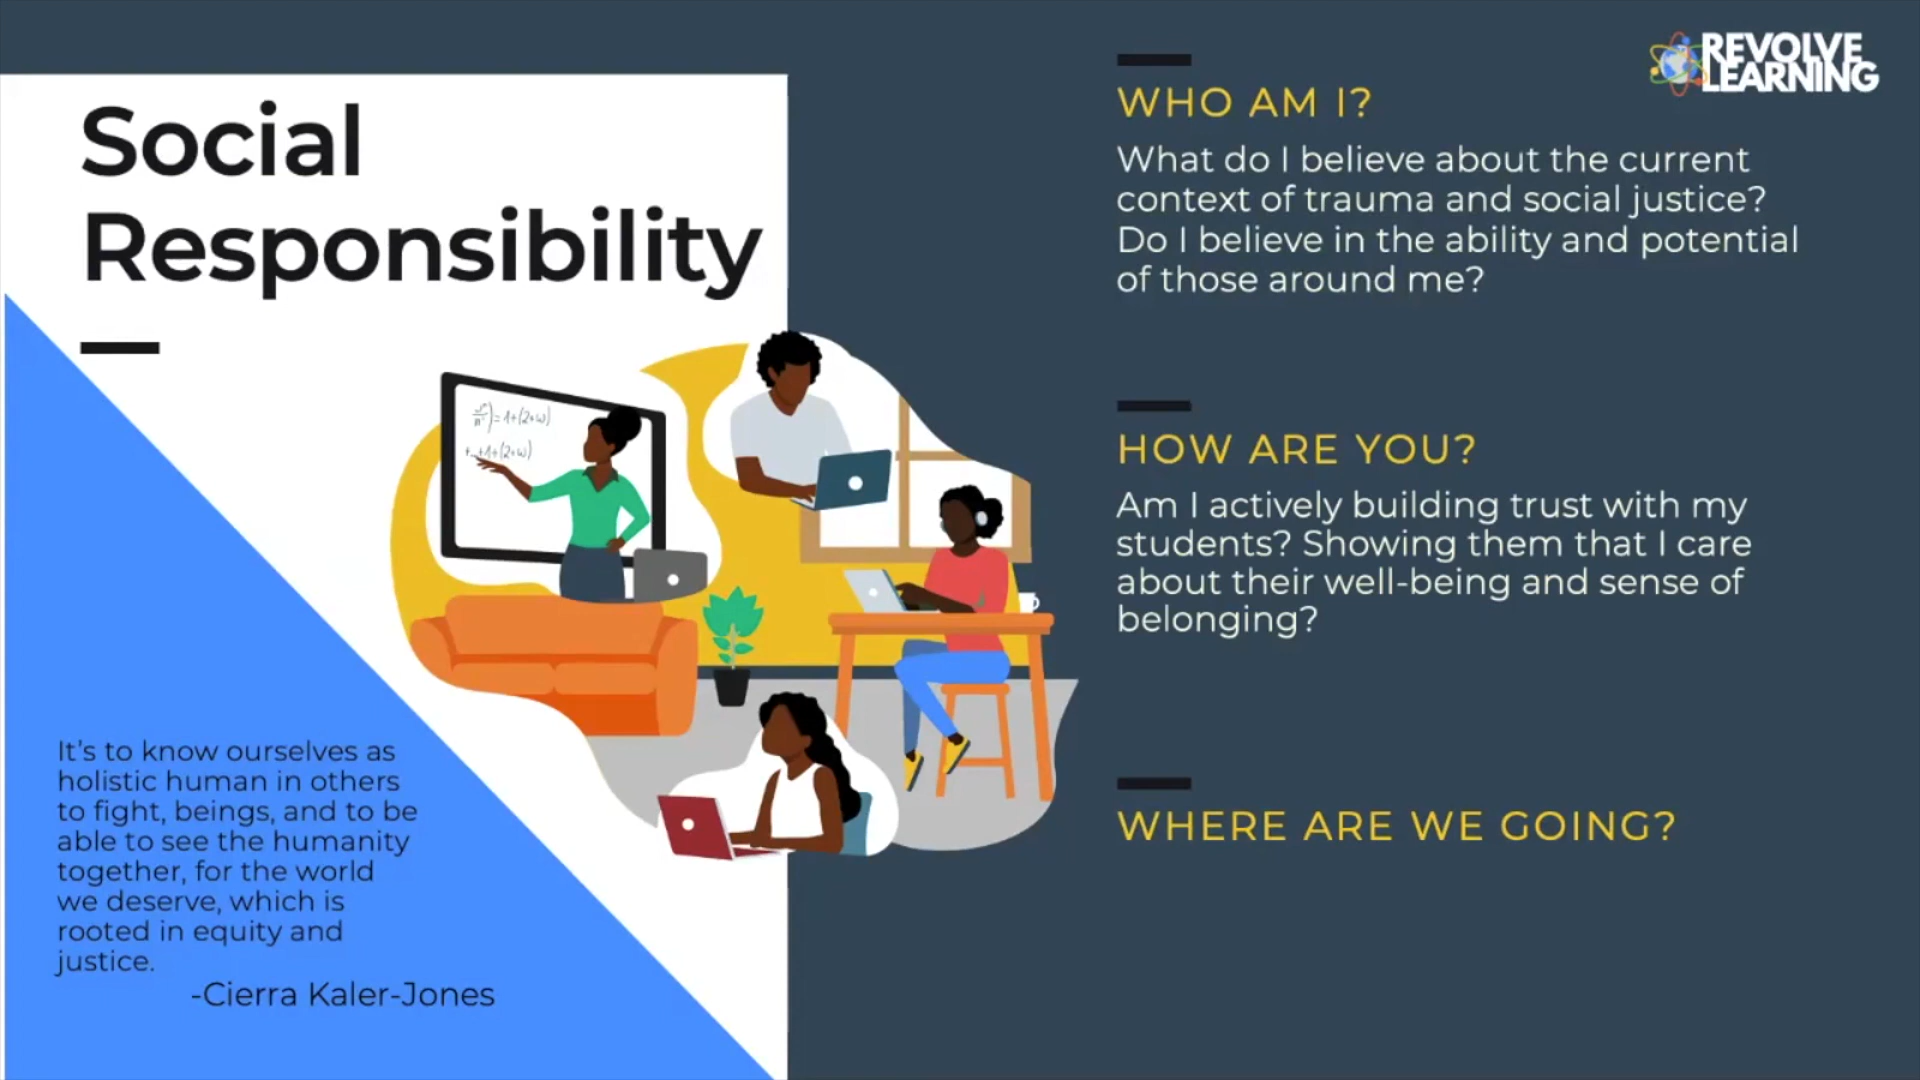 Social
Responsibility
It's to know ourselves as
holistic human in others
to fight, beings, and to be
able to see the humanity
together, for the world
we deserve, which is
rooted in equity and
justice.
-Cierra Kaler-Jones
REVOLVE
LEARNING
WHO AM I?
What do I believe about the current
context of trauma and social justice?
Do I believe in the ability and potential
of those around me?
HOW ARE YOU?
Am I actively building trust with my
students? Showing them that I care
about their well-being and sense of
belonging?
WHERE ARE WE GOING?